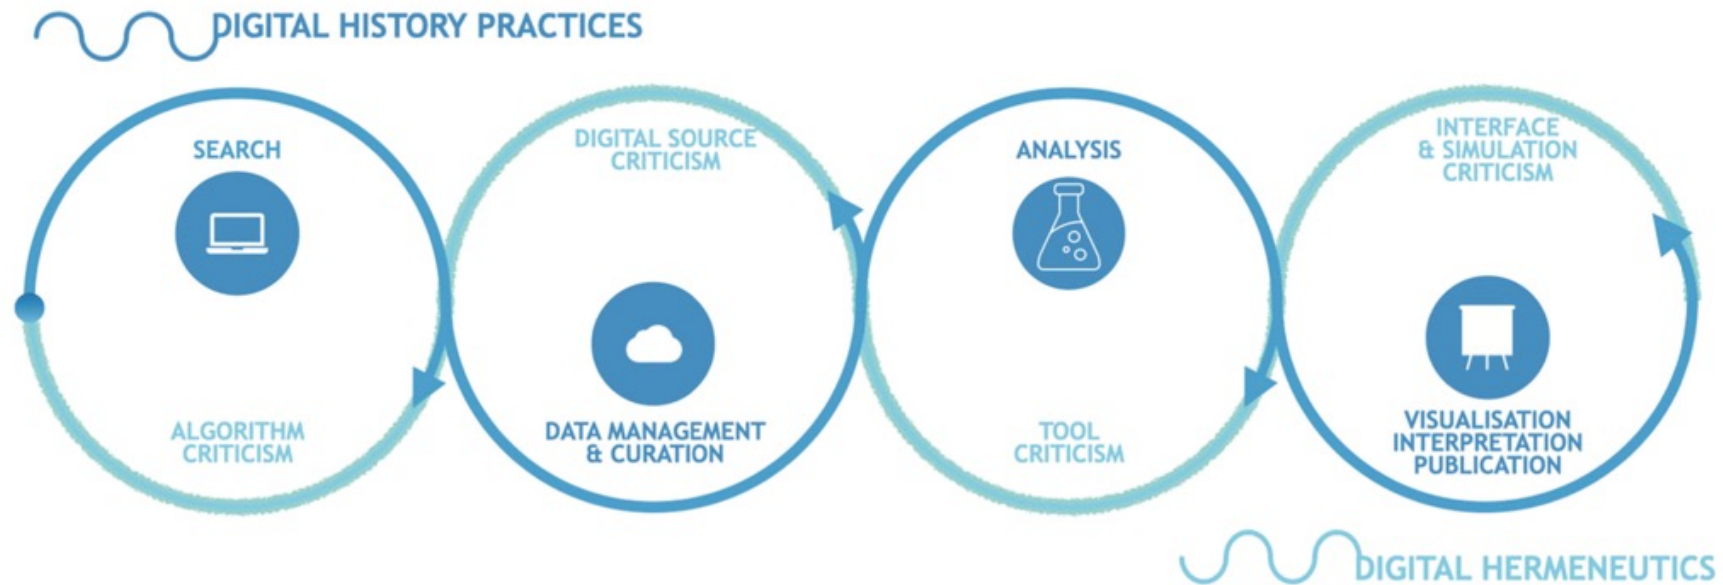 DIGITAL HISTORY PRACTICES
SEARCH
ALGORITHM
CRITICISM
DIGITAL SOURCE
CRITICISM
DATA MANAGEMENT
& CURATION
ANALYSIS
TOOL
CRITICISM
INTERFACE
& SIMULATION
CRITICISM
VISUALISATION
INTERPRETATION
PUBLICATION
DIGITAL HERMENEUTICS